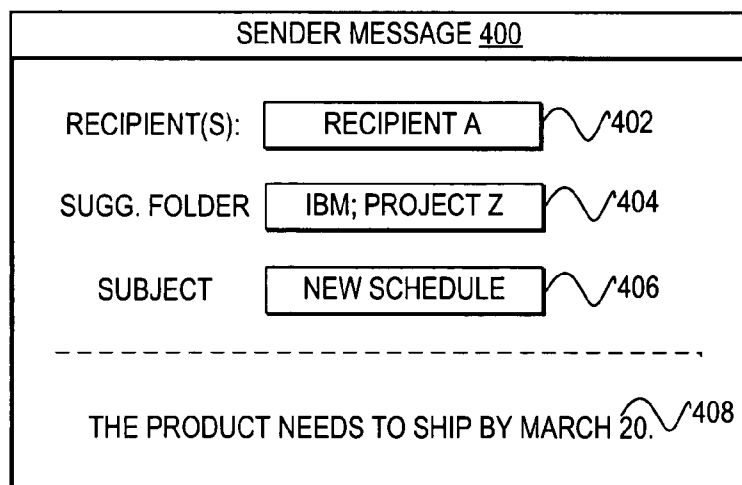 SENDER MESSAGE 400
RECIPIENT(S): RECIPIENT A 402
SUGG. FOLDER IBM; PROJECT Z 404
SUBJECT NEW SCHEDULE 406
THE PRODUCT NEEDS TO SHIP BY MARCH 20. 408